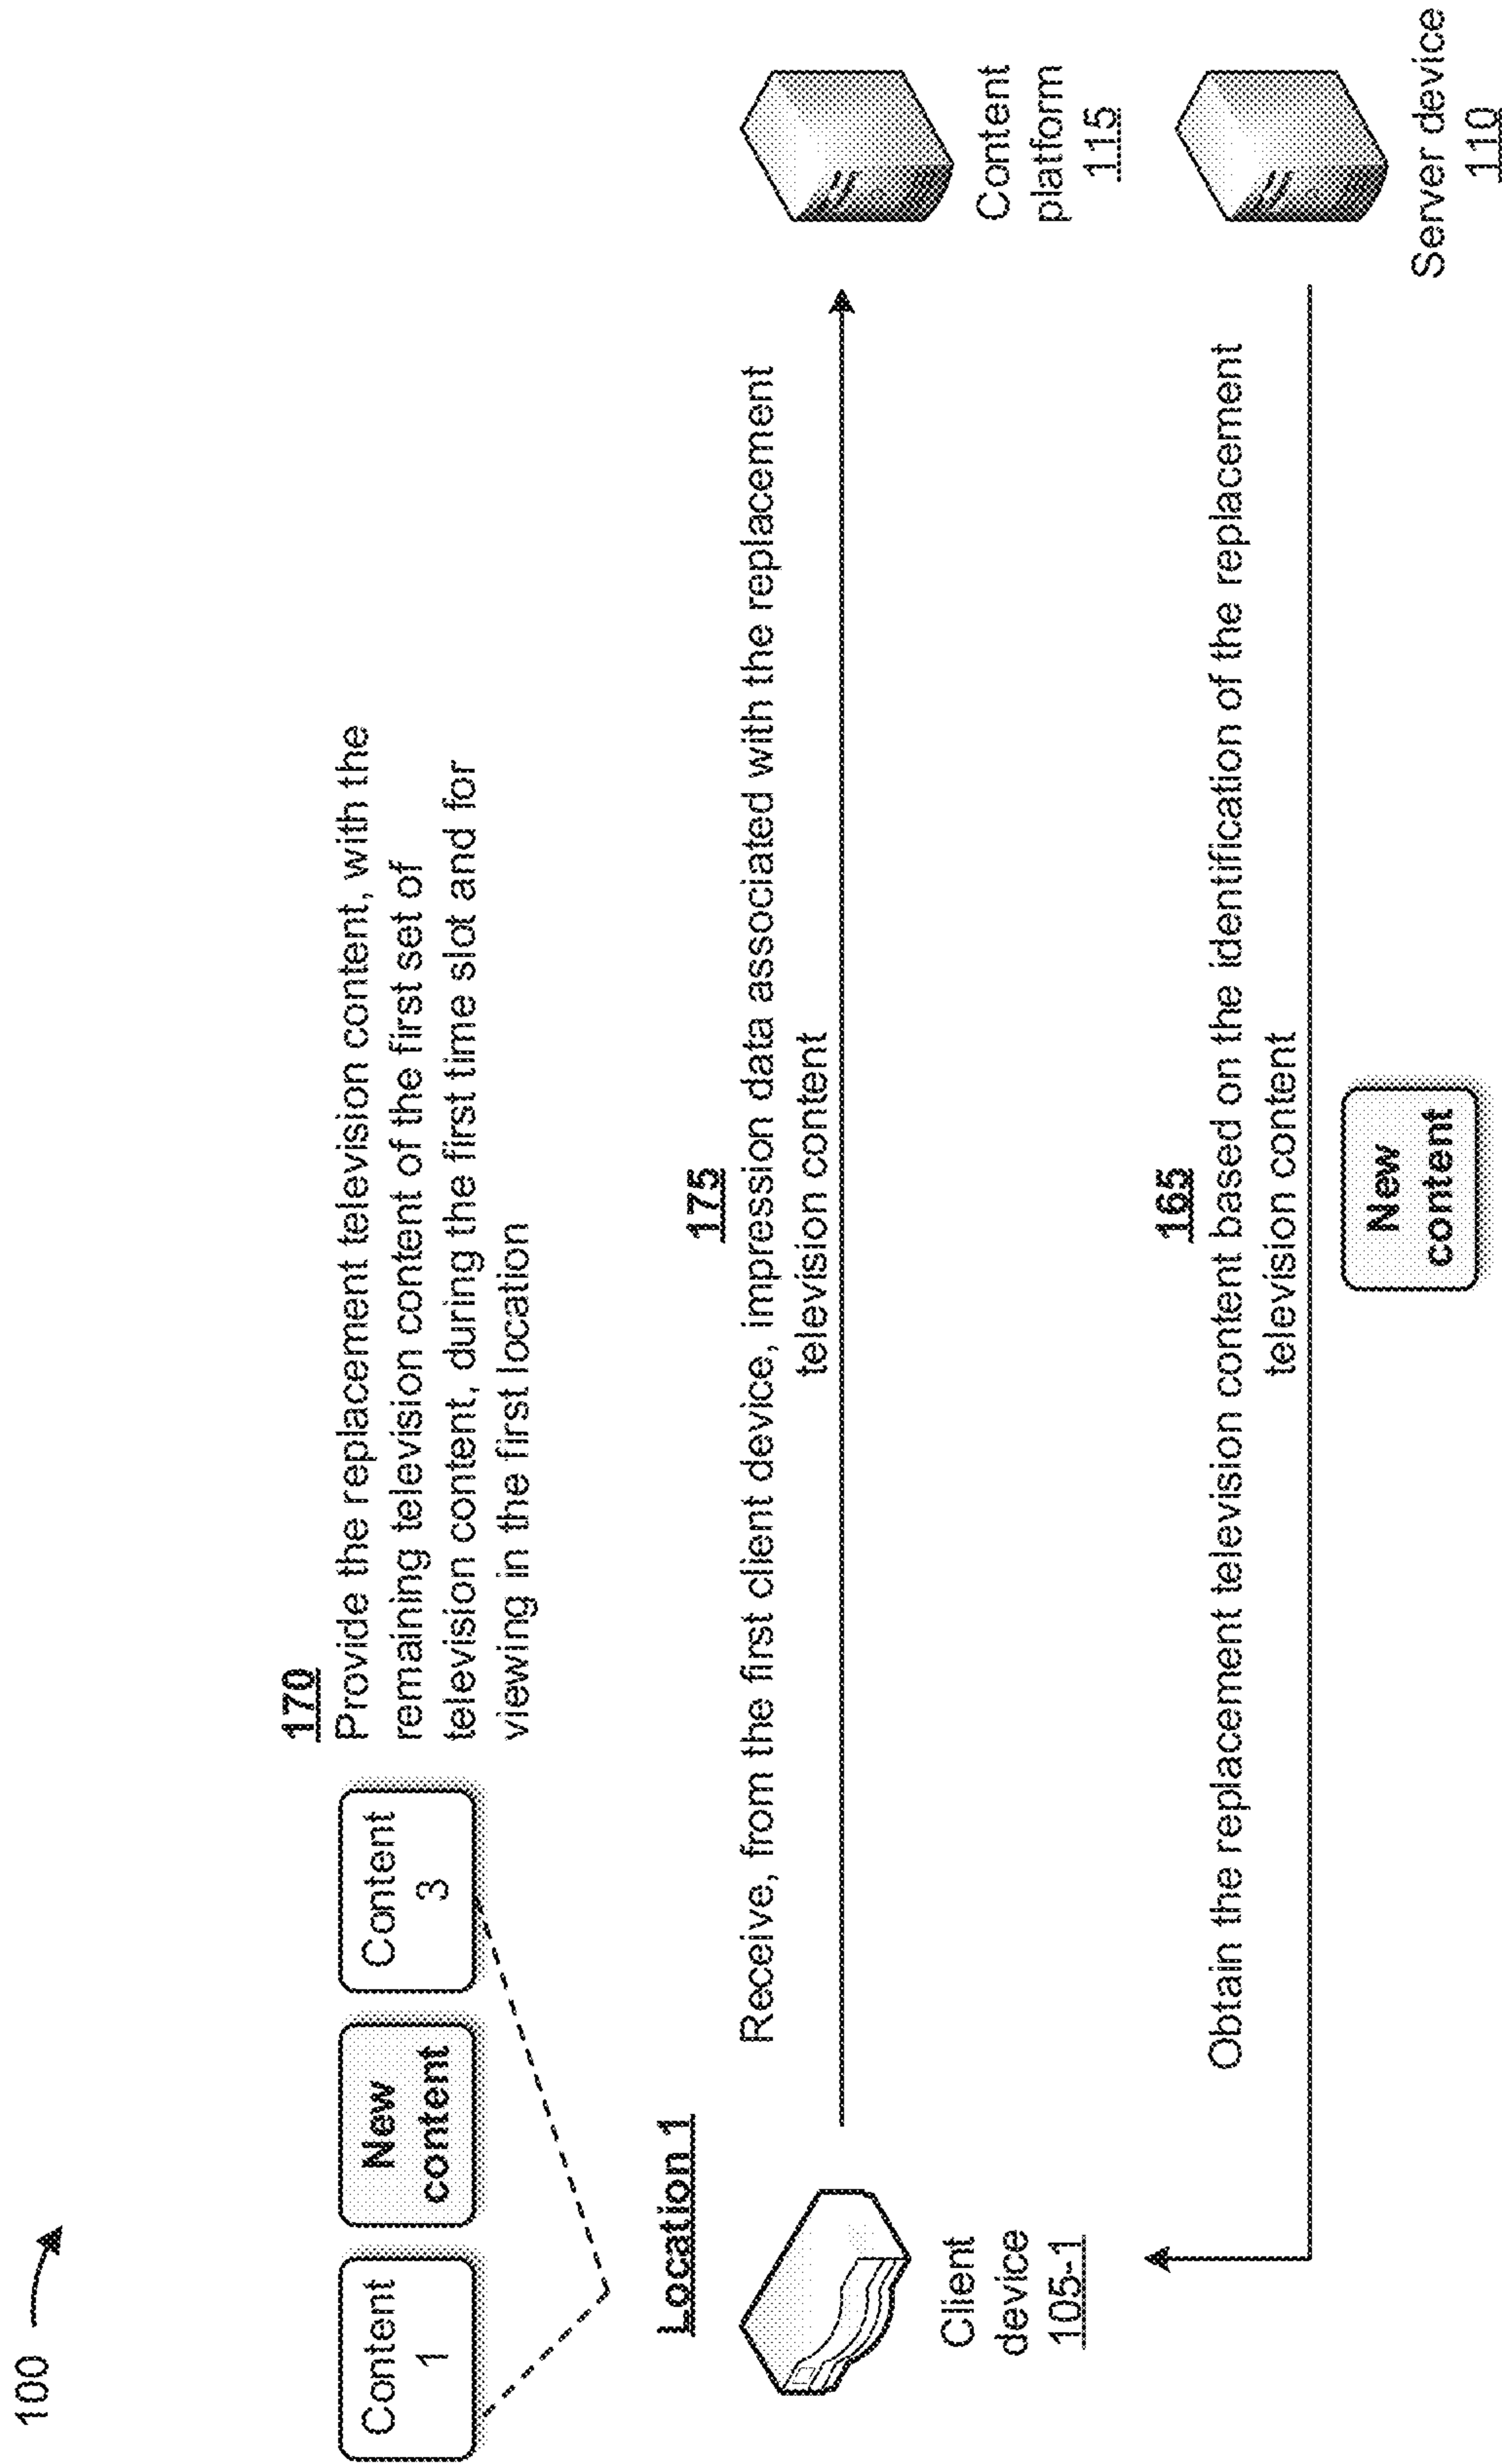 100
170
Provide the replacement television content, with the
remaining television content of the first set of
television content, during the first time slot and for
viewing in the first location
Content
1
New
content
Content
3
Location 1
175
Receive, from the first client device, impression data associated with the replacement
television content
Client
device
105-1
Content
platform
115
165
Obtain the replacement television content based on the identification of the replacement
television content
New
content
Server device
110